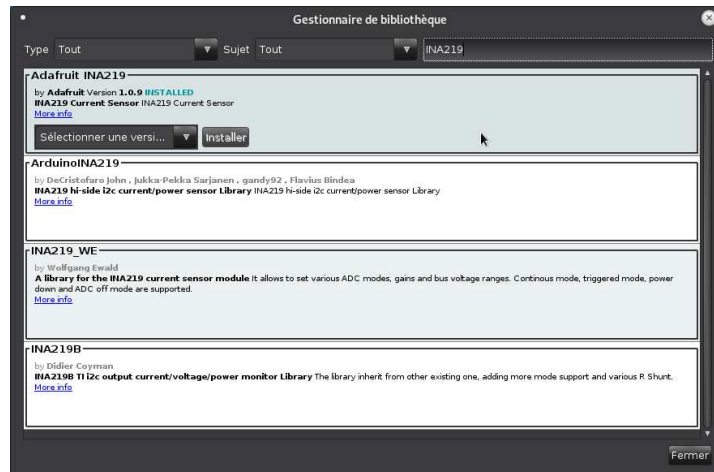 Gestionnaire de bibliothèque
Type Tout Sujet Tout INA219
Adafruit INA219
by Adafruit Version 1.0.9 INSTALLED
INA219 Current Sensor INA219 Current Sensor
More info
Sélectionner une versi... Installer
ArduinoINA219
by DeCristofaro John , Jukka-Pekka Sarjanen , gandy92 , Flavius Bindea
INA219 hi-side i2c current/power sensor Library INA219 hi-side i2c current/power sensor Library
More info
INA219_WE
by Wolfgang Ewald
A library for the INA219 current sensor module It allows to set various ADC modes, gains and bus voltage ranges. Continous mode, triggered mode, power
down and ADC off mode are supported.
More info
INA219B
by Didier Coyman
INA219B TI i2c output current/voltage/power monitor Library The library inherit from other existing one, adding more mode support and various R Shunt.
More info
Fermer